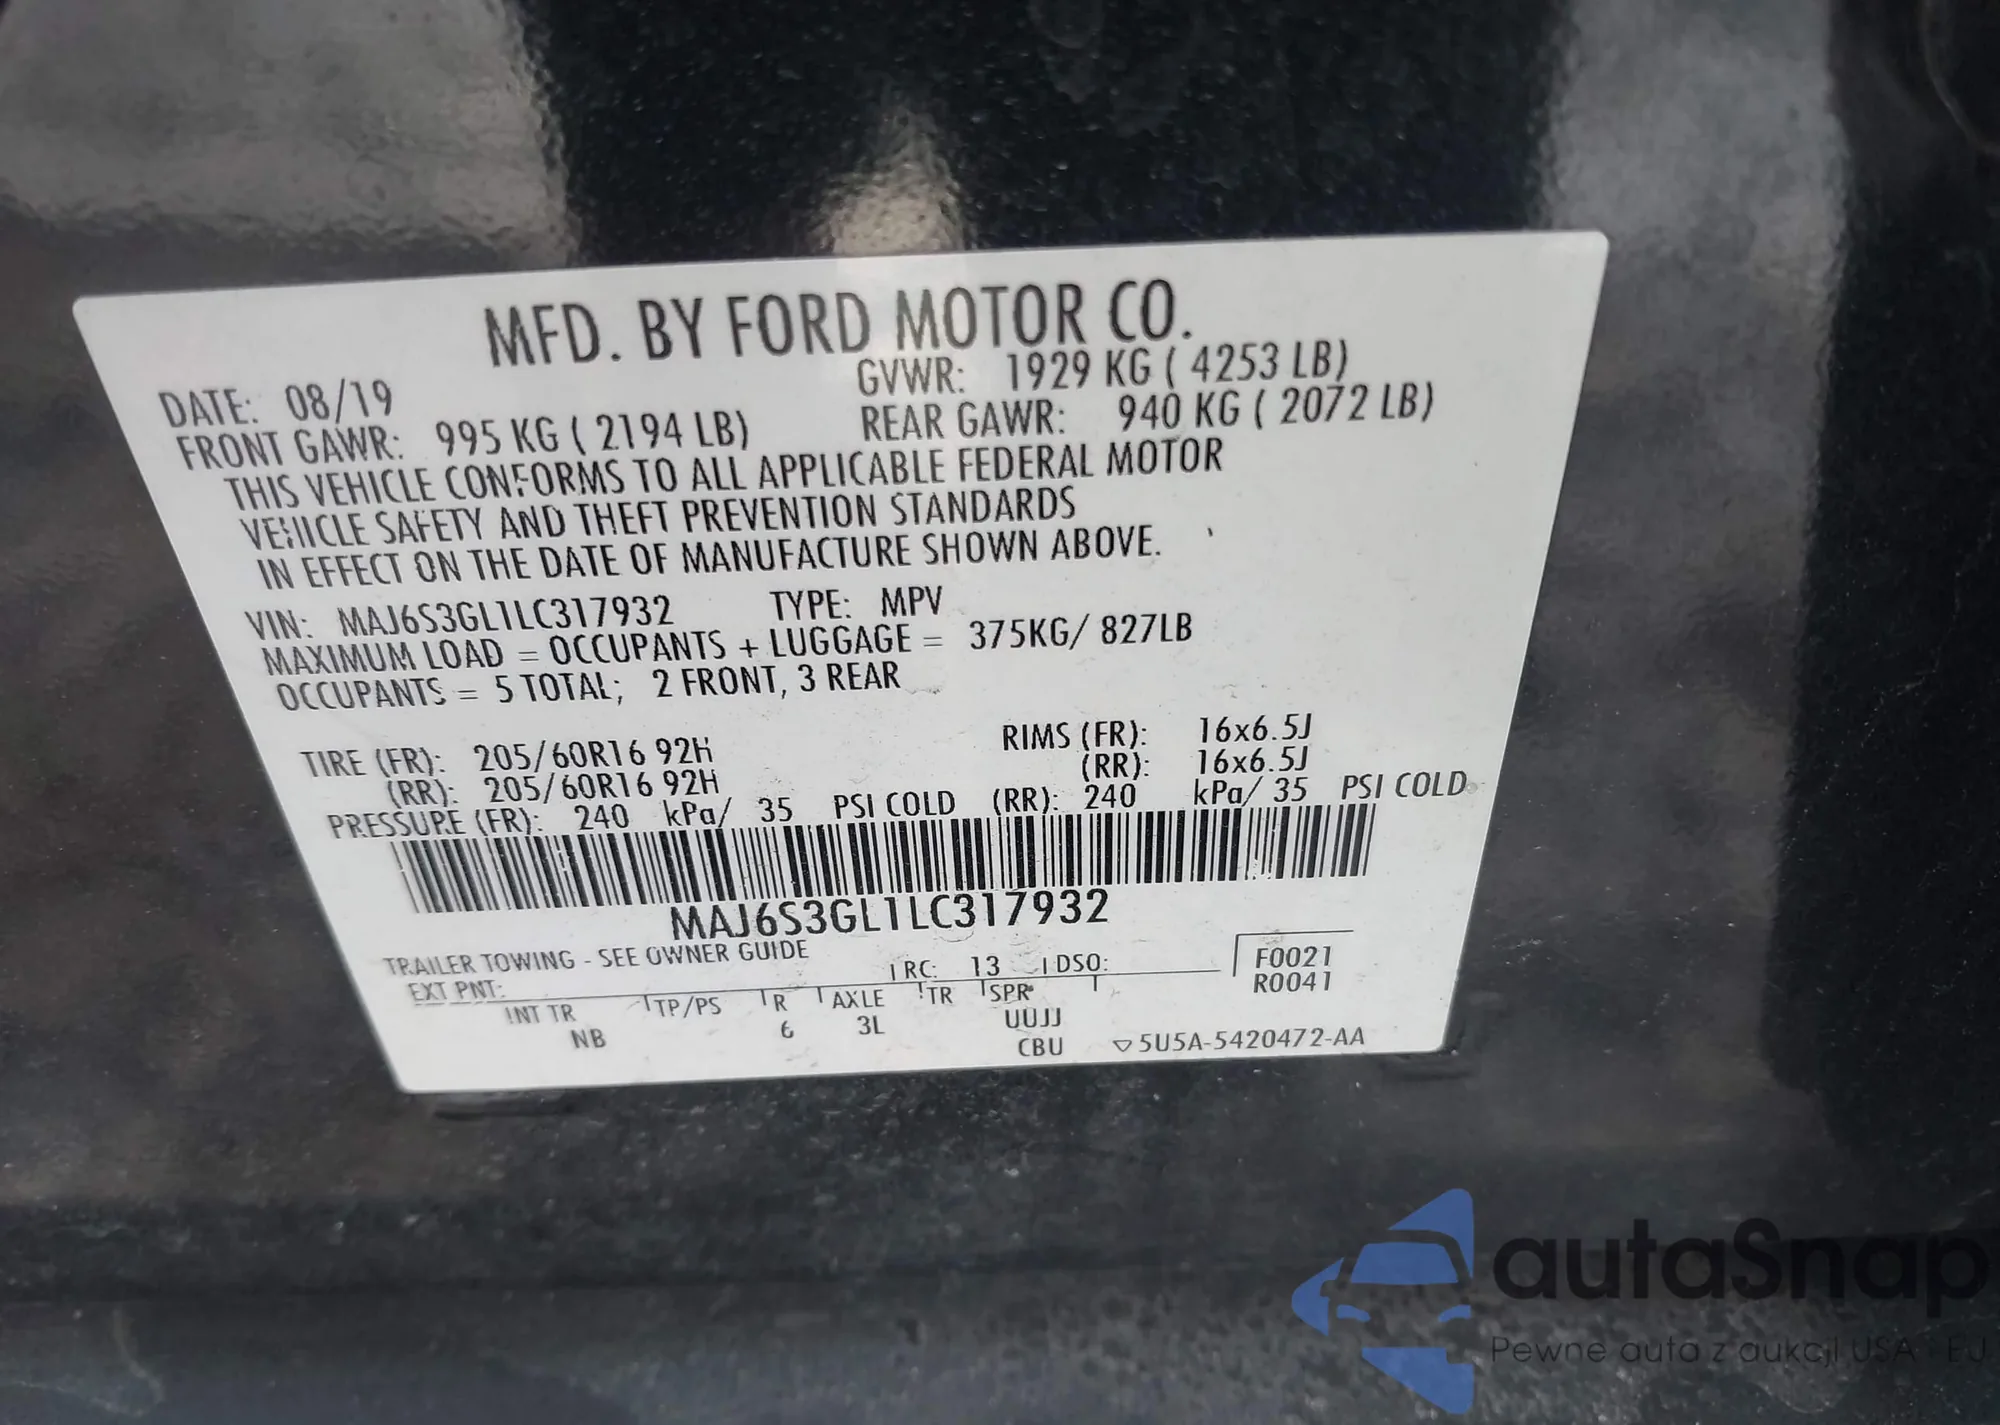 MFD. BY FORD MOTOR CO.
DATE: 08/19 GVWR: 1929 KG ( 4253 LB)
FRONT GAWR: 995 KG ( 2194 LB) REAR GAWR: 940 KG ( 2072 LB)
THIS VEHICLE CONFORMS TO ALL APPLICABLE FEDERAL MOTOR
VEHICLE SAFETY AND THEFT PREVENTION STANDARDS
IN EFFECT ON THE DATE OF MANUFACTURE SHOWN ABOVE.
VIN: MAJ6S3GL1LC317932 TYPE: MPV
MAXIMUM LOAD = OCCUPANTS + LUGGAGE = 375KG/ 827LB
OCCUPANTS = 5 TOTAL; 2 FRONT, 3 REAR
TIRE (FR): 205/60R16 92H RIMS (FR): 16x6.5J
(RR): 205/60R16 92H (RR): 16x6.5J
PRESSURE (FR): 240 kPa/ 35 PSI COLD (RR): 240 kPa/ 35 PSI COLD
MAJ6S3GL1LC317932
TRAILER TOWING - SEE OWNER GUIDE
EXT PNT: RC: 13 DSO: F0021
R0041
INT TR TP/PS R AXLE TR SPR
NB 6 3L UUJJ
CBU ▽5U5A-5420472-AA
autaSnap
Pewne auta z aukcji USA - EU